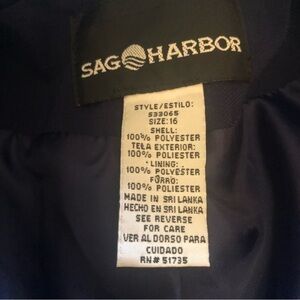 SAG HARBOR
STYLE/ESTILO:
533065
SIZE:16
SHELL:
100% POLYESTER
TELA EXTERIOR:
100% POLIESTER
LINING:
100% POLYESTER
FORRO:
100% POLIESTER
MADE IN SRI LANKA
HECHO EN SRI LANKA
SEE REVERSE
FOR CARE
VER AL DORSO PARA
CUIDADO
RN# 51735